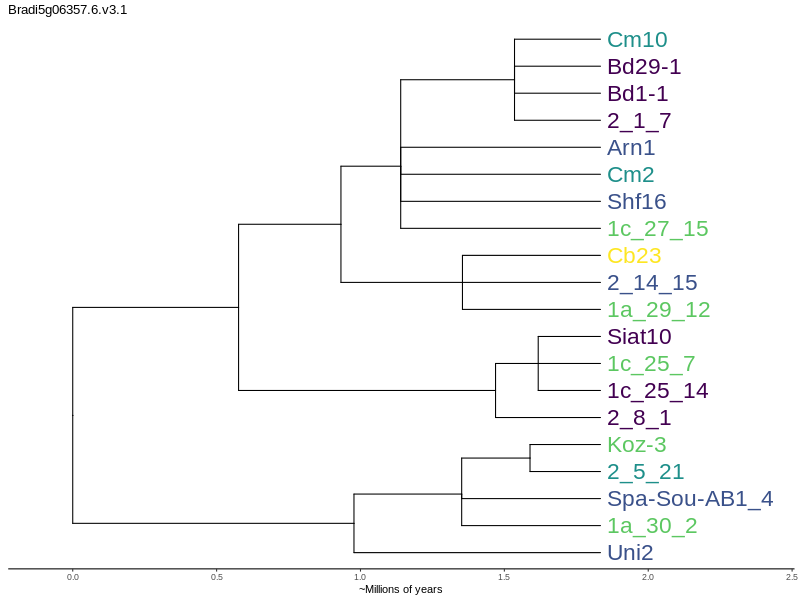 Bradi5g06357.6.v3.1
Cm10
Bd29-1
Bd1-1
2_1_7
Arn1
Cm2
Shf16
1c_27_15
Cb23
2_14_15
1a_29_12
Siat10
1c_25_7
1c_25_14
2_8_1
Koz-3
2_5_21
Spa-Sou-AB1_4
1a_30_2
Uni2
0.0 0.5 1.0 1.5 2.0 2.5
~Millions of years